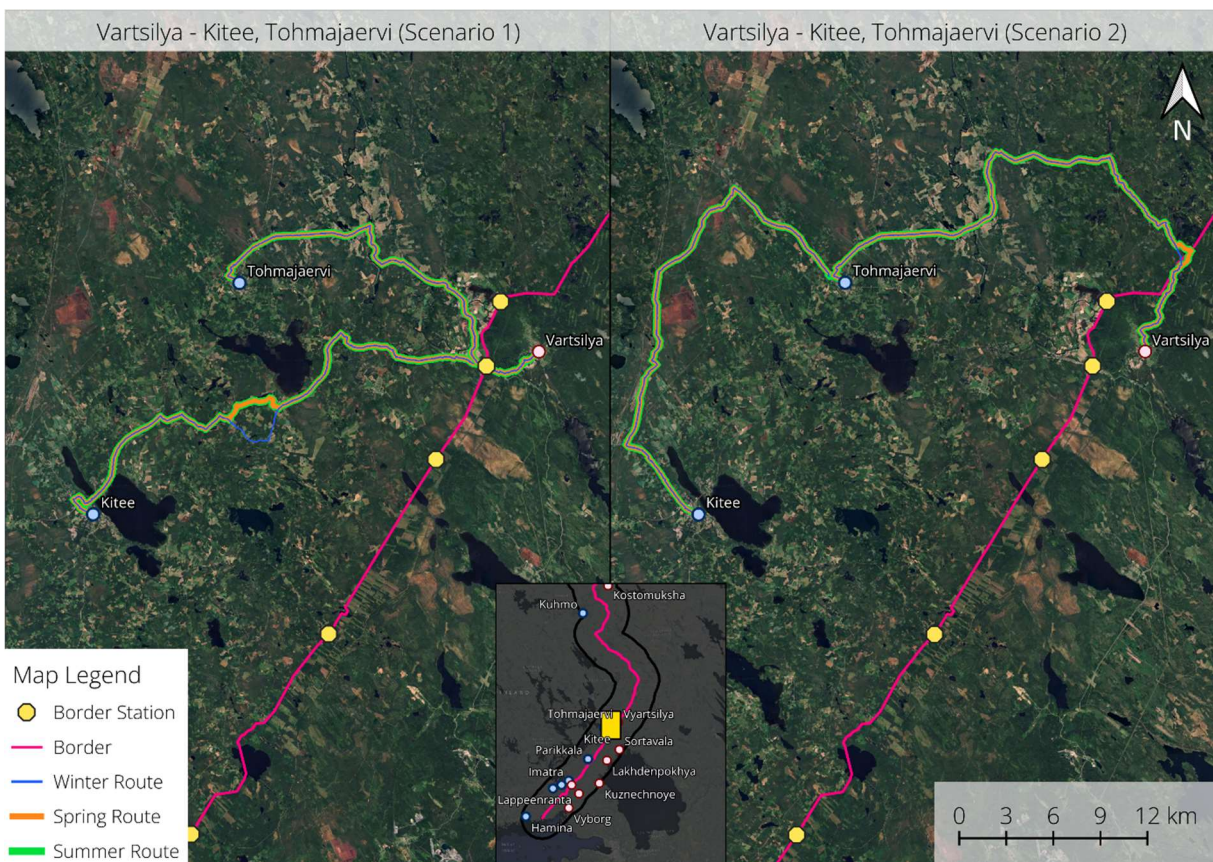 Vartsilya - Kitee, Tohmajaervi (Scenario 1)
Vartsilya - Kitee, Tohmajaervi (Scenario 2)
N
Tohmajaervi
Vartsilya
Kitee
Tohmajaervi
Vartsilya
Kitee
Kostomuksha
Kuhmo
Tohmajaervi
Vyartsilya
Kitee
Sortavala
Parikkala
Imatra
Lakhdenpokhya
Lappeenranta
Kuznechnoye
Vyborg
Hamina
Map Legend
Border Station
Border
Winter Route
Spring Route
Summer Route
0 3 6 9 12 km